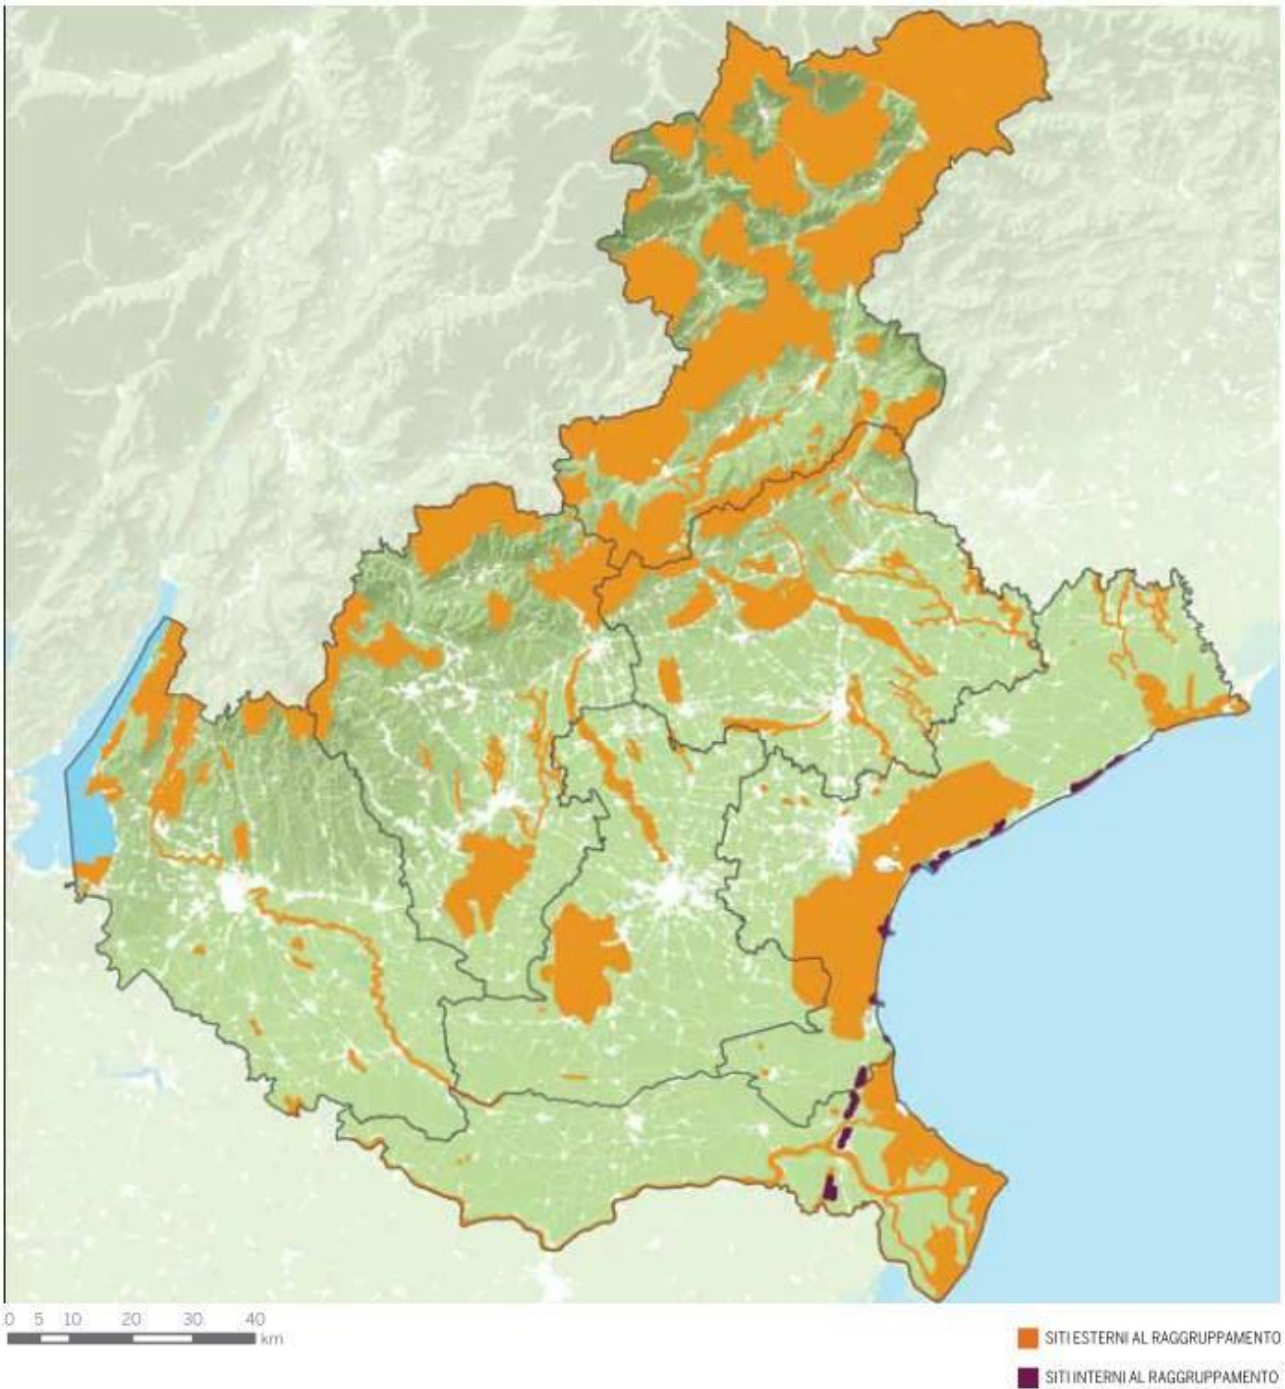 0 5 10 20 30 40
km
SITI ESTERNI AL RAGGRUPPAMENTO
SITI INTERNI AL RAGGRUPPAMENTO